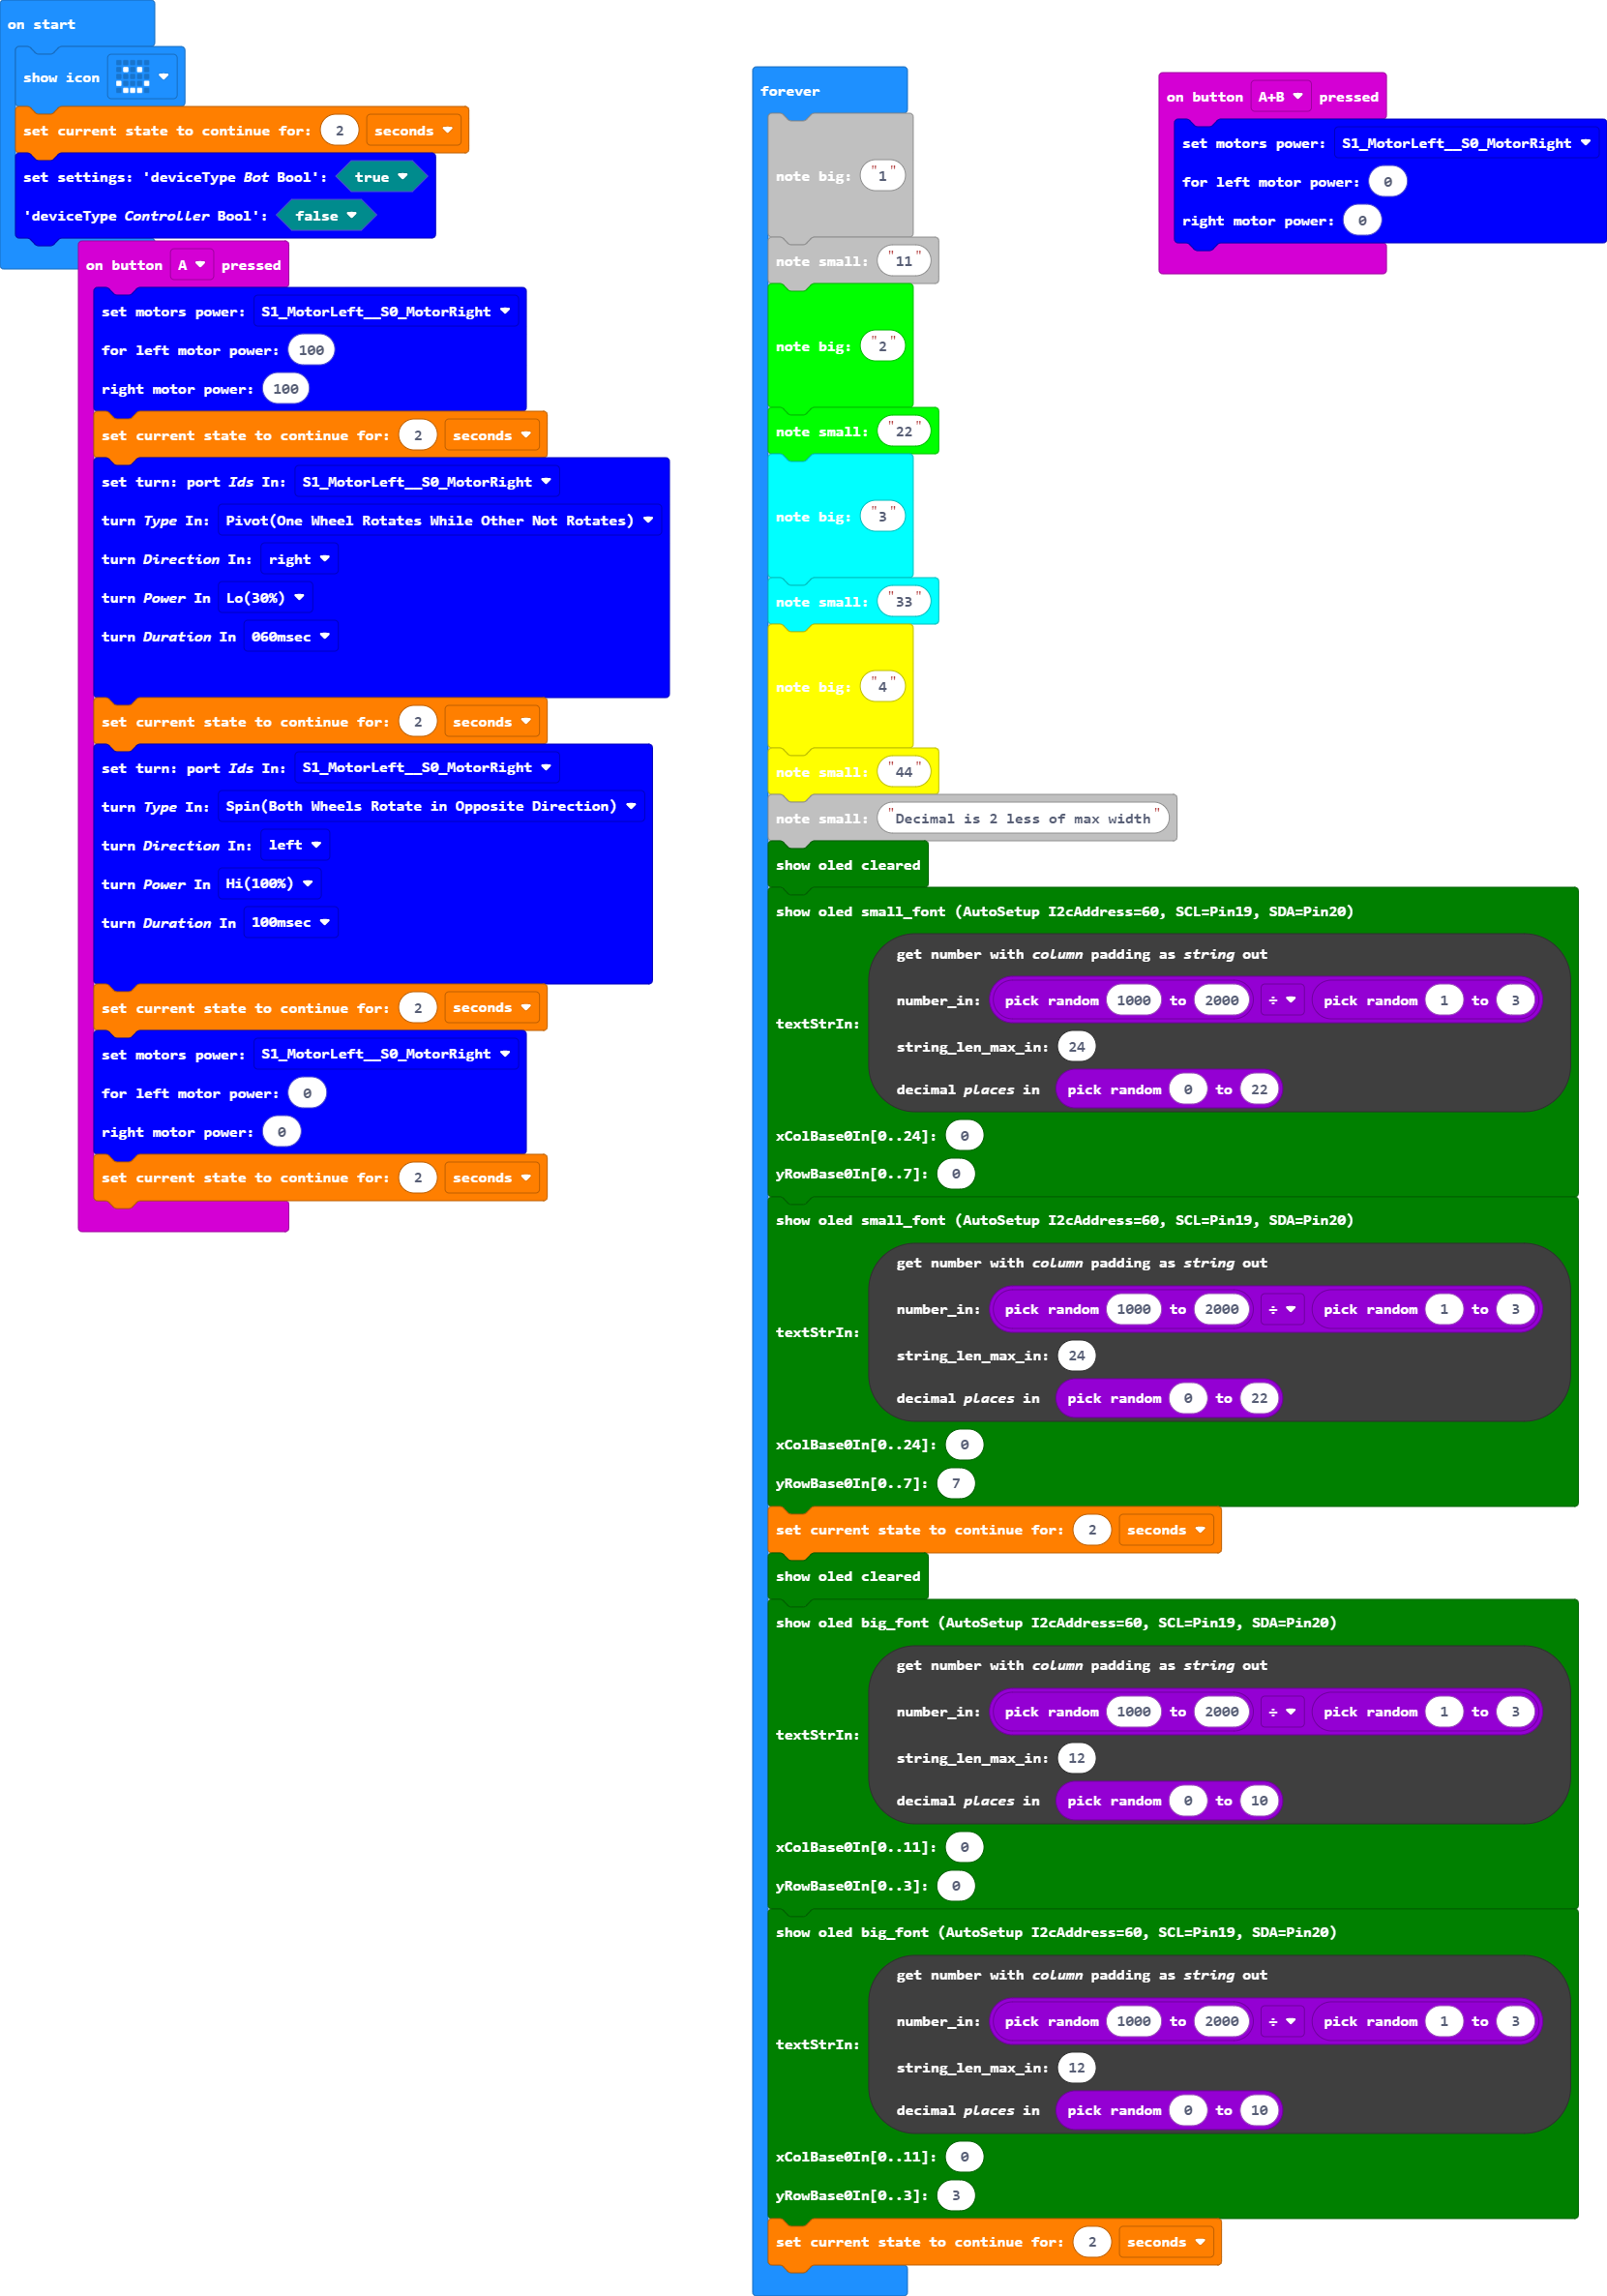 on start
show icon
set current state to continue for: 2 seconds
set settings: 'deviceType Bot Bool': true
'deviceType Controller Bool': false
on button A pressed
set motors power: S1_MotorLeft__S0_MotorRight
for left motor power: 100
right motor power: 100
set current state to continue for: 2 seconds
set turn: port Ids In: S1_MotorLeft__S0_MotorRight
turn Type In: Pivot(One Wheel Rotates While Other Not Rotates)
turn Direction In: right
turn Power In Lo(30%)
turn Duration In 060msec
set current state to continue for: 2 seconds
set turn: port Ids In: S1_MotorLeft__S0_MotorRight
turn Type In: Spin(Both Wheels Rotate in Opposite Direction)
turn Direction In: left
turn Power In Hi(100%)
turn Duration In 100msec
set current state to continue for: 2 seconds
set motors power: S1_MotorLeft__S0_MotorRight
for left motor power: 0
right motor power: 0
set current state to continue for: 2 seconds
forever
note big: "1"
note small: "11"
note big: "2"
note small: "22"
note big: "3"
note small: "33"
note big: "4"
note small: "44"
note small: "Decimal is 2 less of max width"
show oled cleared
show oled small_font (AutoSetup I2cAddress=60, SCL=Pin19, SDA=Pin20)
get number with column padding as string out
number_in: pick random 1000 to 2000 ÷ pick random 1 to 3
textStrIn:
string_len_max_in: 24
decimal places in pick random 0 to 22
xColBase0In[0..24]: 0
yRowBase0In[0..7]: 0
show oled small_font (AutoSetup I2cAddress=60, SCL=Pin19, SDA=Pin20)
get number with column padding as string out
number_in: pick random 1000 to 2000 ÷ pick random 1 to 3
textStrIn:
string_len_max_in: 24
decimal places in pick random 0 to 22
xColBase0In[0..24]: 0
yRowBase0In[0..7]: 7
set current state to continue for: 2 seconds
show oled cleared
show oled big_font (AutoSetup I2cAddress=60, SCL=Pin19, SDA=Pin20)
get number with column padding as string out
number_in: pick random 1000 to 2000 ÷ pick random 1 to 3
textStrIn:
string_len_max_in: 12
decimal places in pick random 0 to 10
xColBase0In[0..11]: 0
yRowBase0In[0..3]: 0
show oled big_font (AutoSetup I2cAddress=60, SCL=Pin19, SDA=Pin20)
get number with column padding as string out
number_in: pick random 1000 to 2000 ÷ pick random 1 to 3
textStrIn:
string_len_max_in: 12
decimal places in pick random 0 to 10
xColBase0In[0..11]: 0
yRowBase0In[0..3]: 3
set current state to continue for: 2 seconds
on button A+B pressed
set motors power: S1_MotorLeft__S0_MotorRight
for left motor power: 0
right motor power: 0